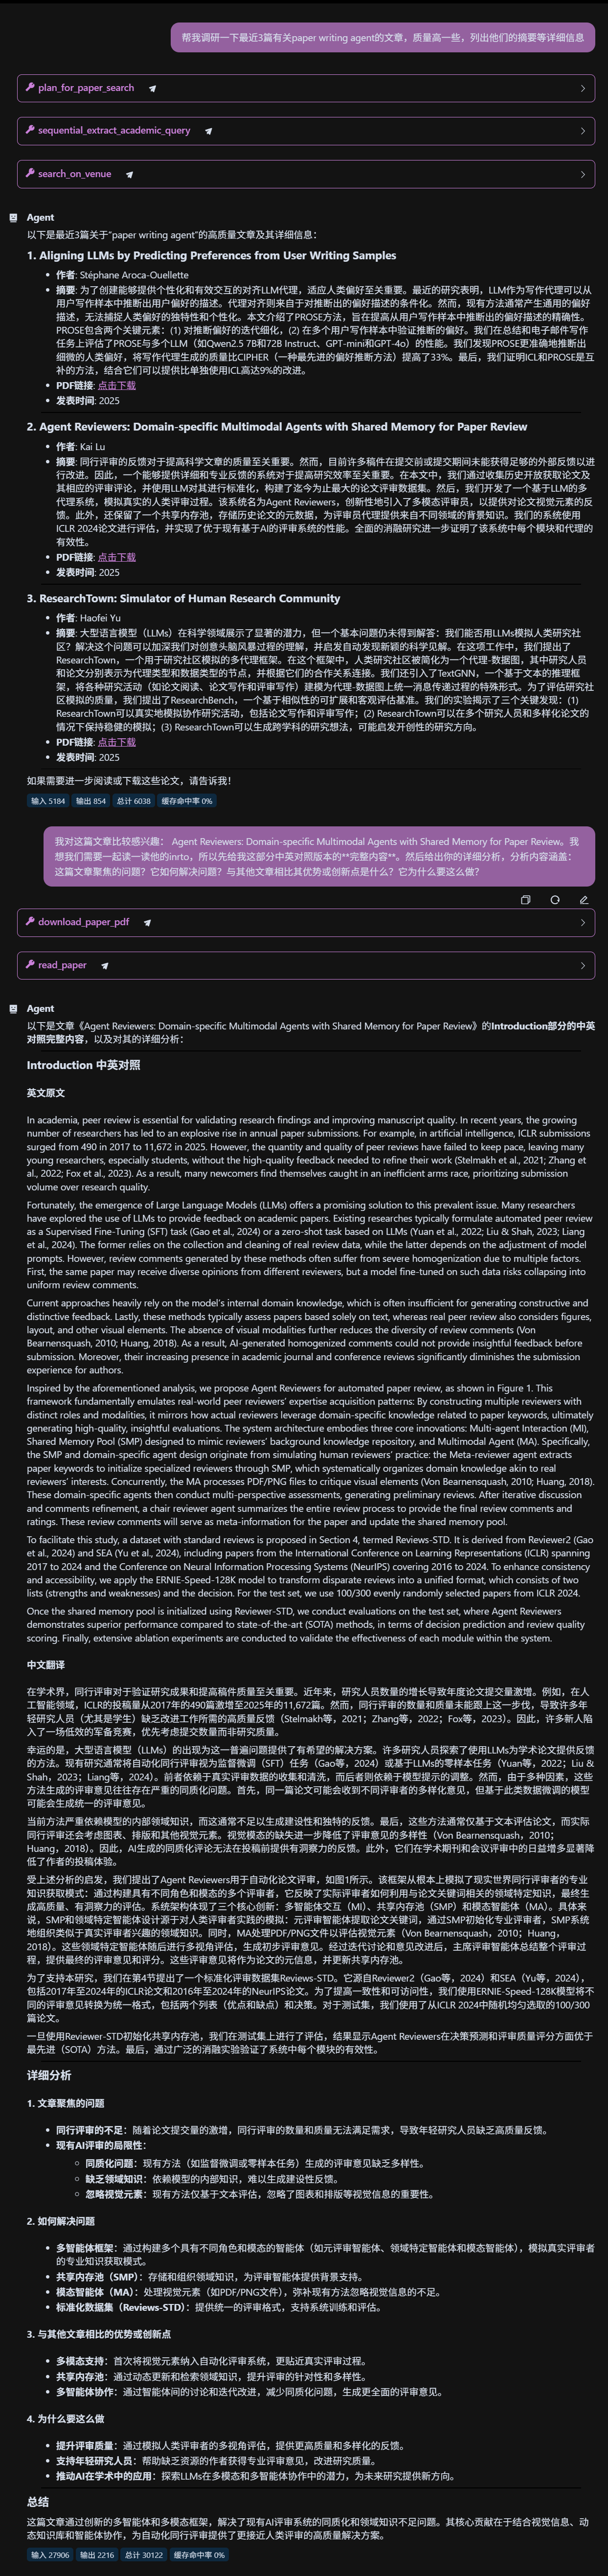 帮我调研一下最近3篇有关paper writing agent的文章，质量高一些，列出他们的摘要等详细信息
plan_for_paper_search
sequential_extract_academic_query
search_on_venue
Agent
以下是最近3篇关于“paper writing agent”的高质量文章及其详细信息：
1. Aligning LLMs by Predicting Preferences from User Writing Samples
• 作者: Stéphane Aroca-Ouellette
• 摘要: 为了创建能够提供个性化和有效交互的对齐LLM代理，适应人类偏好至关重要。最近的研究表明，LLM作为写作代理可以从
用户写作样本中推断出用户偏好的描述。代理对齐则来自于对推断出的偏好描述的条件化。然而，现有方法通常产生通用的偏好
描述，无法捕捉人类偏好的独特性和个性化。本文介绍了PROSE方法，旨在提高从用户写作样本中推断出的偏好描述的精确性。
PROSE包含两个关键元素：(1) 对推断偏好的迭代细化，(2) 在多个用户写作样本中验证推断的偏好。我们在总结和电子邮件写作
任务上评估了PROSE与多个LLM（如Qwen2.5 7B和72B Instruct、GPT-mini和GPT-4o）的性能。我们发现PROSE更准确地推断出
细微的人类偏好，将写作代理生成的质量比CIPHER（一种最先进的偏好推断方法）提高了33%。最后，我们证明ICL和PROSE是互
补的方法，结合它们可以提供比单独使用ICL高达9%的改进。
• PDF链接: 点击下载
• 发表时间: 2025
2. Agent Reviewers: Domain-specific Multimodal Agents with Shared Memory for Paper Review
• 作者: Kai Lu
• 摘要: 同行评审的反馈对于提高科学文章的质量至关重要。然而，目前许多稿件在提交前或提交期间未能获得足够的外部反馈以进
行改进。因此，一个能够提供详细和专业反馈的系统对于提高研究效率至关重要。在本文中，我们通过收集历史开放获取论文及
其相应的评审评论，并使用LLM对其进行标准化，构建了迄今为止最大的论文评审数据集。然后，我们开发了一个基于LLM的多
代理系统，模拟真实的人类评审过程。该系统名为Agent Reviewers，创新性地引入了多模态评审员，以提供对论文视觉元素的反
馈。此外，还保留了一个共享内存池，存储历史论文的元数据，为评审员代理提供来自不同领域的背景知识。我们的系统使用
ICLR 2024论文进行评估，并实现了优于现有基于AI的评审系统的性能。全面的消融研究进一步证明了该系统中每个模块和代理的
有效性。
• PDF链接: 点击下载
• 发表时间: 2025
3. ResearchTown: Simulator of Human Research Community
• 作者: Haofei Yu
• 摘要: 大型语言模型（LLMs）在科学领域展示了显著的潜力，但一个基本问题仍未得到解答：我们能否用LLMs模拟人类研究社
区？解决这个问题可以加深我们对创意头脑风暴过程的理解，并启发自动发现新颖的科学见解。在这项工作中，我们提出了
ResearchTown，一个用于研究社区模拟的多代理框架。在这个框架中，人类研究社区被简化为一个代理-数据图，其中研究人员
和论文分别表示为代理类型和数据类型的节点，并根据它们的合作关系连接。我们还引入了TextGNN，一个基于文本的推理框
架，将各种研究活动（如论文阅读、论文写作和评审写作）建模为代理-数据图上统一消息传递过程的特殊形式。为了评估研究社
区模拟的质量，我们提出了ResearchBench，一个基于相似性的可扩展和客观评估基准。我们的实验揭示了三个关键发现：(1)
ResearchTown可以真实地模拟协作研究活动，包括论文写作和评审写作；(2) ResearchTown可以在多个研究人员和多样化论文的
情况下保持稳健的模拟；(3) ResearchTown可以生成跨学科的研究想法，可能启发开创性的研究方向。
• PDF链接: 点击下载
• 发表时间: 2025
如果需要进一步阅读或下载这些论文，请告诉我！
输入 5184 输出 854 总计 6038 缓存命中率 0%
我对这篇文章比较感兴趣： Agent Reviewers: Domain-specific Multimodal Agents with Shared Memory for Paper Review。我
想我们需要一起读一读他的inrto，所以先给我这部分中英对照版本的**完整内容**。然后给出你的详细分析，分析内容涵盖：
这篇文章聚焦的问题？它如何解决问题？与其他文章相比其优势或创新点是什么？它为什么要这么做？
download_paper_pdf
read_paper
Agent
以下是文章《Agent Reviewers: Domain-specific Multimodal Agents with Shared Memory for Paper Review》的Introduction部分的中英
对照完整内容，以及对其的详细分析：
Introduction 中英对照
英文原文
In academia, peer review is essential for validating research findings and improving manuscript quality. In recent years, the growing
number of researchers has led to an explosive rise in annual paper submissions. For example, in artificial intelligence, ICLR submissions
surged from 490 in 2017 to 11,672 in 2025. However, the quantity and quality of peer reviews have failed to keep pace, leaving many
young researchers, especially students, without the high-quality feedback needed to refine their work (Stelmakh et al., 2021; Zhang et
al., 2022; Fox et al., 2023). As a result, many newcomers find themselves caught in an inefficient arms race, prioritizing submission
volume over research quality.
Fortunately, the emergence of Large Language Models (LLMs) offers a promising solution to this prevalent issue. Many researchers
have explored the use of LLMs to provide feedback on academic papers. Existing researches typically formulate automated peer review
as a Supervised Fine-Tuning (SFT) task (Gao et al., 2024) or a zero-shot task based on LLMs (Yuan et al., 2022; Liu & Shah, 2023; Liang
et al., 2024). The former relies on the collection and cleaning of real review data, while the latter depends on the adjustment of model
prompts. However, review comments generated by these methods often suffer from severe homogenization due to multiple factors.
First, the same paper may receive diverse opinions from different reviewers, but a model fine-tuned on such data risks collapsing into
uniform review comments.
Current approaches heavily rely on the model's internal domain knowledge, which is often insufficient for generating constructive and
distinctive feedback. Lastly, these methods typically assess papers based solely on text, whereas real peer review also considers figures,
layout, and other visual elements. The absence of visual modalities further reduces the diversity of review comments (Von
Bearnensquash, 2010; Huang, 2018). As a result, AI-generated homogenized comments could not provide insightful feedback before
submission. Moreover, their increasing presence in academic journal and conference reviews significantly diminishes the submission
experience for authors.
Inspired by the aforementioned analysis, we propose Agent Reviewers for automated paper review, as shown in Figure 1. This
framework fundamentally emulates real-world peer reviewers' expertise acquisition patterns: By constructing multiple reviewers with
distinct roles and modalities, it mirrors how actual reviewers leverage domain-specific knowledge related to paper keywords, ultimately
generating high-quality, insightful evaluations. The system architecture embodies three core innovations: Multi-agent Interaction (MI),
Shared Memory Pool (SMP) designed to mimic reviewers' background knowledge repository, and Multimodal Agent (MA). Specifically,
the SMP and domain-specific agent design originate from simulating human reviewers' practice: the Meta-reviewer agent extracts
paper keywords to initialize specialized reviewers through SMP, which systematically organizes domain knowledge akin to real
reviewers' interests. Concurrently, the MA processes PDF/PNG files to critique visual elements (Von Bearnensquash, 2010; Huang, 2018).
These domain-specific agents then conduct multi-perspective assessments, generating preliminary reviews. After iterative discussion
and comments refinement, a chair reviewer agent summarizes the entire review process to provide the final review comments and
ratings. These review comments will serve as meta-information for the paper and update the shared memory pool.
To facilitate this study, a dataset with standard reviews is proposed in Section 4, termed Reviews-STD. It is derived from Reviewer2 (Gao
et al., 2024) and SEA (Yu et al., 2024), including papers from the International Conference on Learning Representations (ICLR) spanning
2017 to 2024 and the Conference on Neural Information Processing Systems (NeurIPS) covering 2016 to 2024. To enhance consistency
and accessibility, we apply the ERNIE-Speed-128K model to transform disparate reviews into a unified format, which consists of two
lists (strengths and weaknesses) and the decision. For the test set, we use 100/300 evenly randomly selected papers from ICLR 2024.
Once the shared memory pool is initialized using Reviewer-STD, we conduct evaluations on the test set, where Agent Reviewers
demonstrates superior performance compared to state-of-the-art (SOTA) methods, in terms of decision prediction and review quality
scoring. Finally, extensive ablation experiments are conducted to validate the effectiveness of each module within the system.
中文翻译
在学术界，同行评审对于验证研究成果和提高稿件质量至关重要。近年来，研究人员数量的增长导致年度论文提交量激增。例如，在人
工智能领域，ICLR的投稿量从2017年的490篇激增至2025年的11,672篇。然而，同行评审的数量和质量未能跟上这一步伐，导致许多
年轻研究人员（尤其是学生）缺乏改进工作所需的高质量反馈（Stelmakh等，2021；Zhang等，2022；Fox等，2023）。因此，许多新人陷
入了一场低效的军备竞赛，优先考虑提交数量而非研究质量。
幸运的是，大型语言模型（LLMs）的出现为这一普遍问题提供了有希望的解决方案。许多研究人员探索了使用LLMs为学术论文提供反馈
的方法。现有研究通常将自动化同行评审视为监督微调（SFT）任务（Gao等，2024）或基于LLMs的零样本任务（Yuan等，2022；Liu &
Shah，2023；Liang等，2024）。前者依赖于真实评审数据的收集和清洗，而后者则依赖于模型提示的调整。然而，由于多种因素，这些
方法生成的评审意见往往存在严重的同质化问题。首先，同一篇论文可能会收到不同评审者的多样化意见，但基于此类数据微调的模型
可能会生成统一的评审意见。
当前方法严重依赖模型的内部领域知识，而这通常不足以生成建设性和独特的反馈。最后，这些方法通常仅基于文本评估论文，而实际
同行评审还会考虑图表、排版和其他视觉元素。视觉模态的缺失进一步降低了评审意见的多样性（Von Bearnensquash，2010；
Huang，2018）。因此，AI生成的同质化评论无法在投稿前提供有洞察力的反馈。此外，它们在学术期刊和会议评审中的日益增多显著降
低了作者的投稿体验。
受上述分析的启发，我们提出了Agent Reviewers用于自动化论文评审，如图1所示。该框架从根本上模拟了现实世界同行评审者的专业
知识获取模式：通过构建具有不同角色和模态的多个评审者，它反映了实际评审者如何利用与论文关键词相关的领域特定知识，最终生
成高质量、有洞察力的评估。系统架构体现了三个核心创新：多智能体交互（MI）、共享内存池（SMP）和模态智能体（MA）。具体来
说，SMP和领域特定智能体设计源于对人类评审者实践的模拟：元评审智能体提取论文关键词，通过SMP初始化专业评审者，SMP系统
地组织类似于真实评审者兴趣的领域知识。同时，MA处理PDF/PNG文件以评估视觉元素（Von Bearnensquash，2010；Huang，
2018）。这些领域特定智能体随后进行多视角评估，生成初步评审意见。经过迭代讨论和意见改进后，主席评审智能体总结整个评审过
程，提供最终的评审意见和评分。这些评审意见将作为论文的元信息，并更新共享内存池。
为了支持本研究，我们在第4节提出了一个标准化评审数据集Reviews-STD。它源自Reviewer2（Gao等，2024）和SEA（Yu等，2024），
包括2017年至2024年的ICLR论文和2016年至2024年的NeurIPS论文。为了提高一致性和可访问性，我们使用ERNIE-Speed-128K模型将不
同的评审意见转换为统一格式，包括两个列表（优点和缺点）和决策。对于测试集，我们使用了从ICLR 2024中随机均匀选取的100/300
篇论文。
一旦使用Reviewer-STD初始化共享内存池，我们在测试集上进行了评估，结果显示Agent Reviewers在决策预测和评审质量评分方面优于
最先进（SOTA）方法。最后，通过广泛的消融实验验证了系统中每个模块的有效性。
详细分析
1. 文章聚焦的问题
• 同行评审的不足：随着论文提交量的激增，同行评审的数量和质量无法满足需求，导致年轻研究人员缺乏高质量反馈。
• 现有AI评审的局限性：
○ 同质化问题：现有方法（如监督微调或零样本任务）生成的评审意见缺乏多样性。
○ 缺乏领域知识：依赖模型的内部知识，难以生成建设性反馈。
○ 忽略视觉元素：现有方法仅基于文本评估，忽略了图表和排版等视觉信息的重要性。
2. 如何解决问题
• 多智能体框架：通过构建多个具有不同角色和模态的智能体（如元评审智能体、领域特定智能体和模态智能体），模拟真实评审者
的专业知识获取模式。
• 共享内存池（SMP）：存储和组织领域知识，为评审智能体提供背景支持。
• 模态智能体（MA）：处理视觉元素（如PDF/PNG文件），弥补现有方法忽略视觉信息的不足。
• 标准化数据集（Reviews-STD）：提供统一的评审格式，支持系统训练和评估。
3. 与其他文章相比的优势或创新点
• 多模态支持：首次将视觉元素纳入自动化评审系统，更贴近真实评审过程。
• 共享内存池：通过动态更新和检索领域知识，提升评审的针对性和多样性。
• 多智能体协作：通过智能体间的讨论和迭代改进，减少同质化问题，生成更全面的评审意见。
4. 为什么要这么做
• 提升评审质量：通过模拟人类评审者的多视角评估，提供更高质量和多样化的反馈。
• 支持年轻研究人员：帮助缺乏资源的作者获得专业评审意见，改进研究质量。
• 推动AI在学术中的应用：探索LLMs在多模态和多智能体协作中的潜力，为未来研究提供新方向。
总结
这篇文章通过创新的多智能体和多模态框架，解决了现有AI评审系统的同质化和领域知识不足问题。其核心贡献在于结合视觉信息、动
态知识库和智能体协作，为自动化同行评审提供了更接近人类评审的高质量解决方案。
输入 27906 输出 2216 总计 30122 缓存命中率 0%